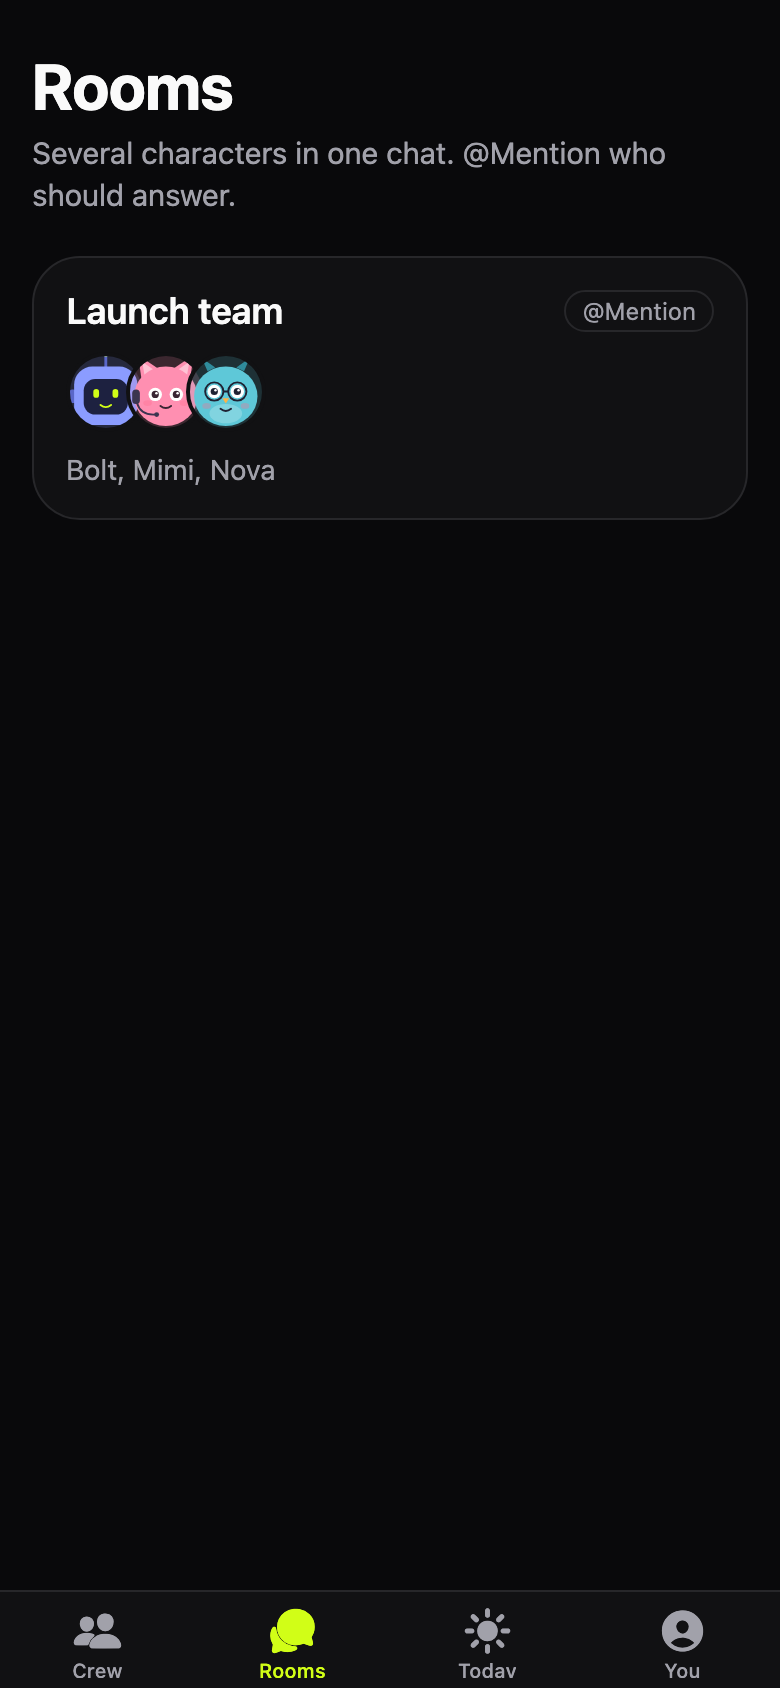 Rooms
Several characters in one chat. @Mention who
should answer.
Launch team
@Mention
Bolt, Mimi, Nova
Crew
Rooms
Today
You